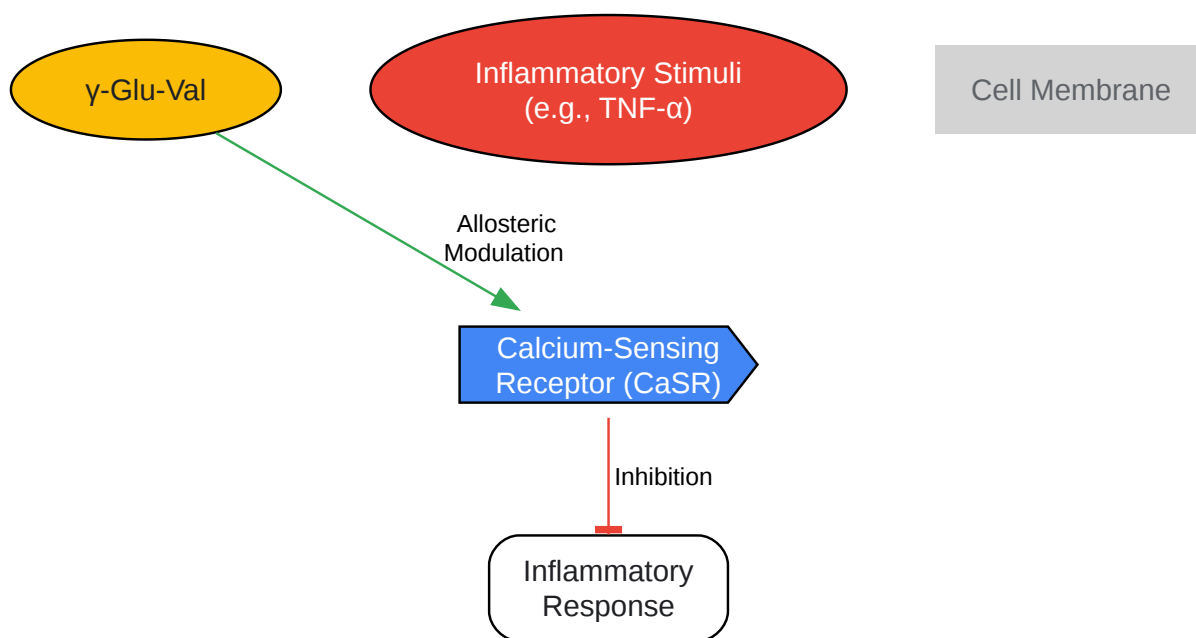 γ-Glu-Val
Inflammatory Stimuli
(e.g., TNF-α)
Cell Membrane
Allosteric
Modulation
Calcium-Sensing
Receptor (CaSR)
Inhibition
Inflammatory
Response